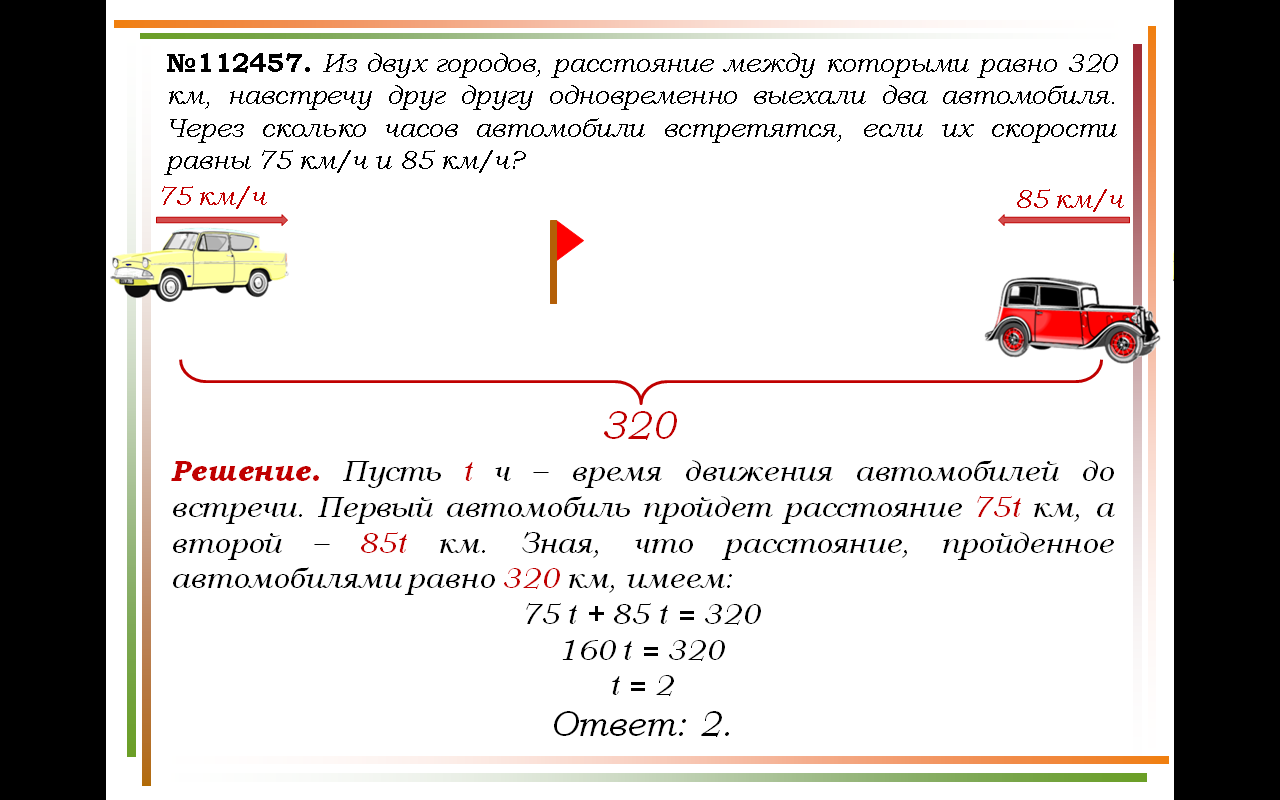 №112457. Из двух городов, расстояние между которыми равно 320
км, навстречу друг другу одновременно выехали два автомобиля.
Через сколько часов автомобили встретятся, если их скорости
равны 75 км/ч и 85 км/ч?
75 км/ч
85 км/ч
320
Решение. Пусть t ч – время движения автомобилей до
встречи. Первый автомобиль пройдет расстояние 75t км, а
второй – 85t км. Зная, что расстояние, пройденное
автомобилями равно 320 км, имеем:
75 t + 85 t = 320
160 t = 320
t = 2
Ответ: 2.